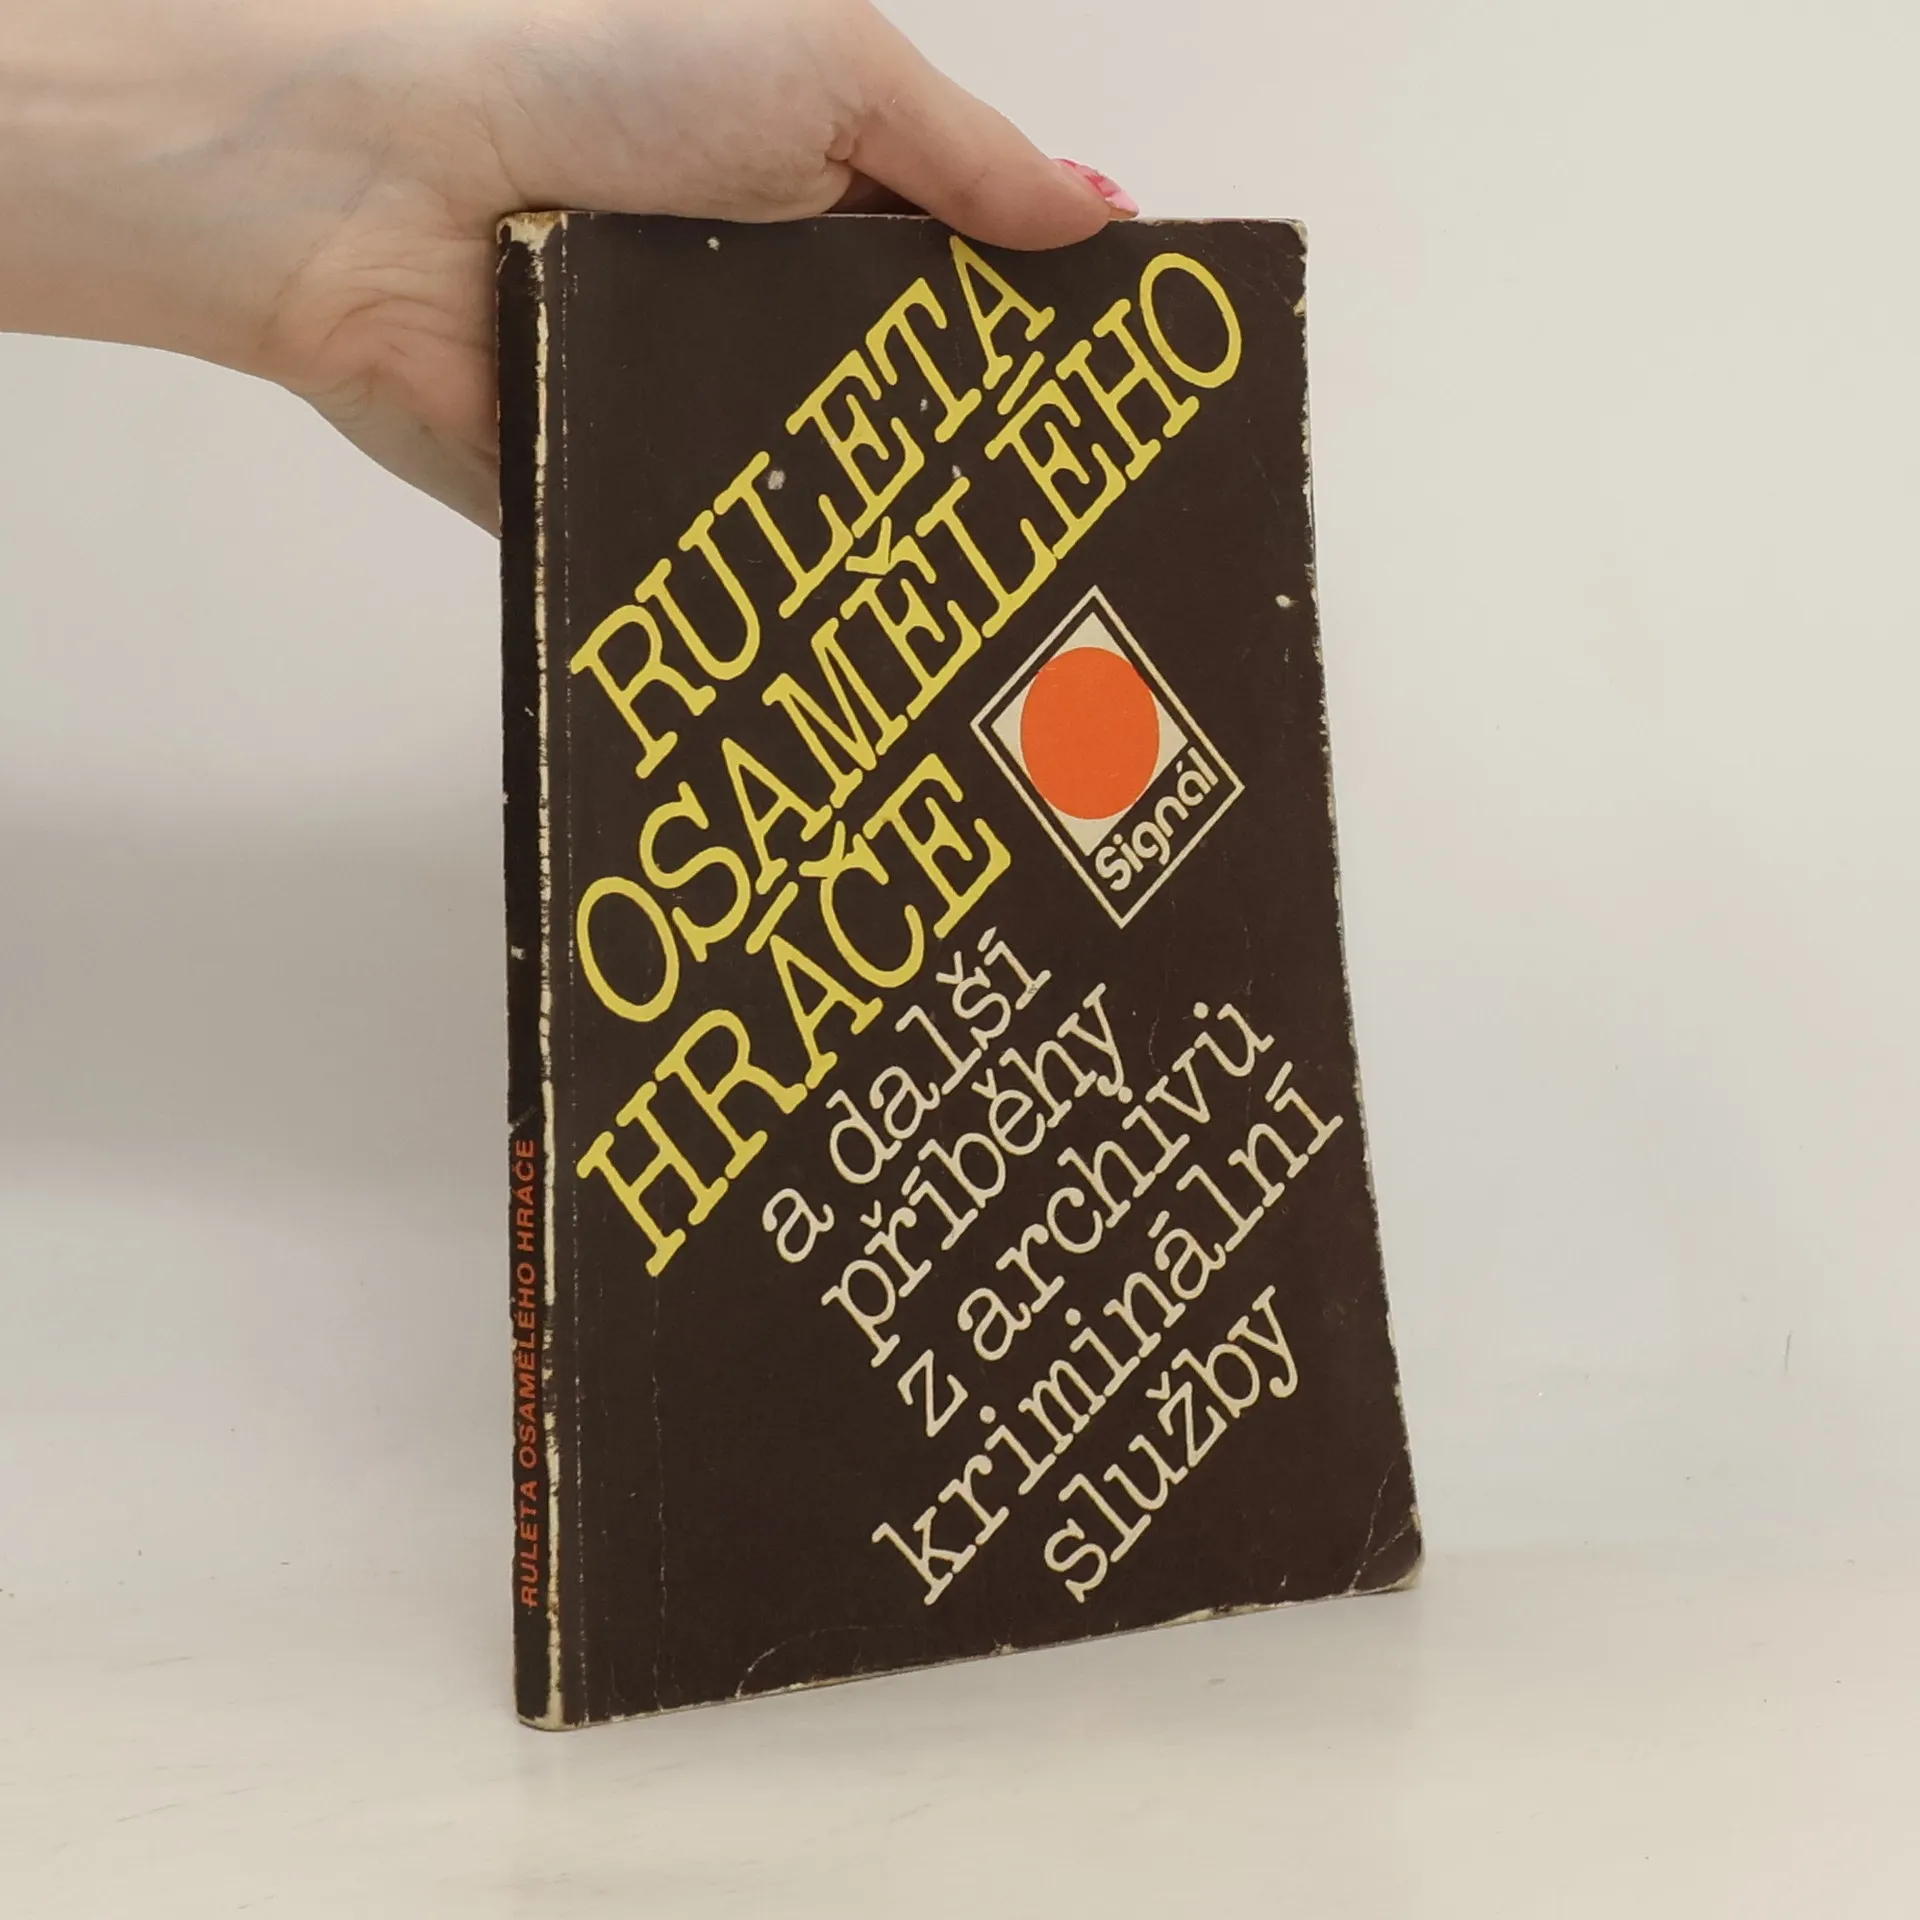 RULETA
OSAMĚLÉHO
HRÁČE
Signál
a další
příběhy
z archivů
kriminální
služby
RULETA OSAMĚLÉHO HRÁČE